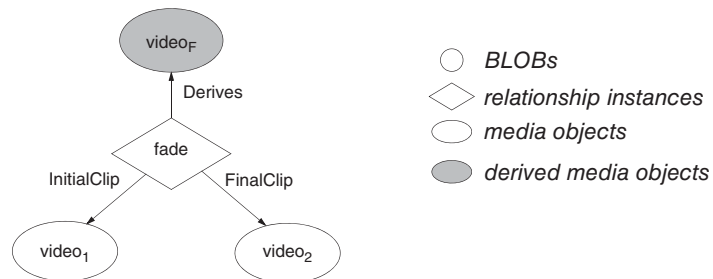 video_F
Derives
fade
InitialClip
FinalClip
video_1
video_2
BLOBs
relationship instances
media objects
derived media objects